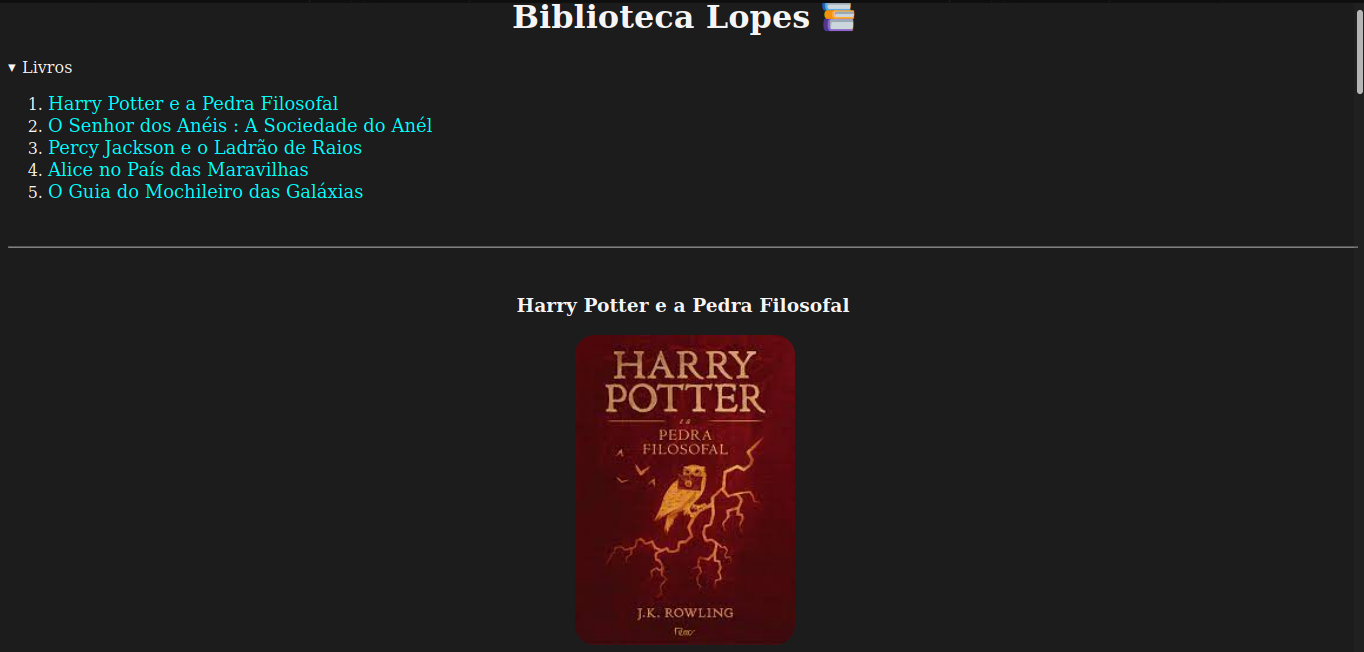 Biblioteca Lopes 📚
▾ Livros
1. Harry Potter e a Pedra Filosofal
2. O Senhor dos Anéis : A Sociedade do Anél
3. Percy Jackson e o Ladrão de Raios
4. Alice no País das Maravilhas
5. O Guia do Mochileiro das Galáxias
Harry Potter e a Pedra Filosofal
HARRY
POTTER
e a
PEDRA
FILOSOFAL
J.K. ROWLING